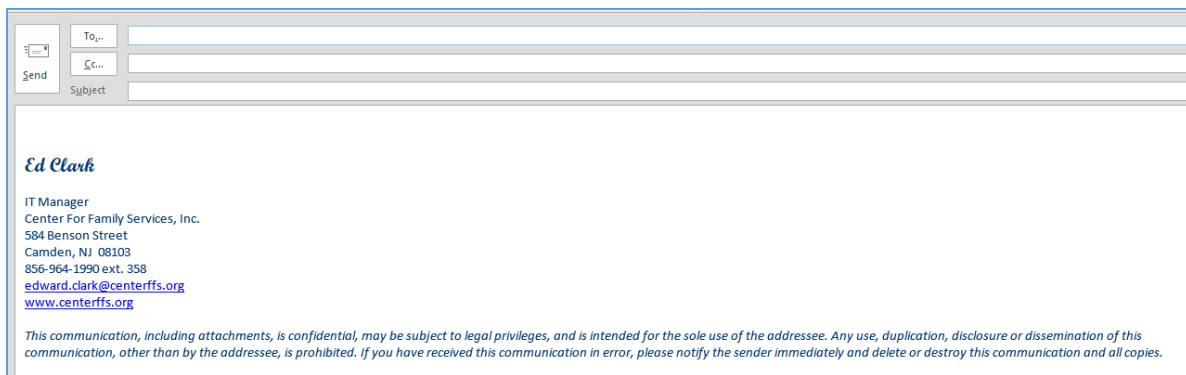 To...
Cc...
Send
Subject
Ed Clark
IT Manager
Center For Family Services, Inc.
584 Benson Street
Camden, NJ  08103
856-964-1990 ext. 358
edward.clark@centerffs.org
www.centerffs.org
This communication, including attachments, is confidential, may be subject to legal privileges, and is intended for the sole use of the addressee. Any use, duplication, disclosure or dissemination of this
communication, other than by the addressee, is prohibited. If you have received this communication in error, please notify the sender immediately and delete or destroy this communication and all copies.